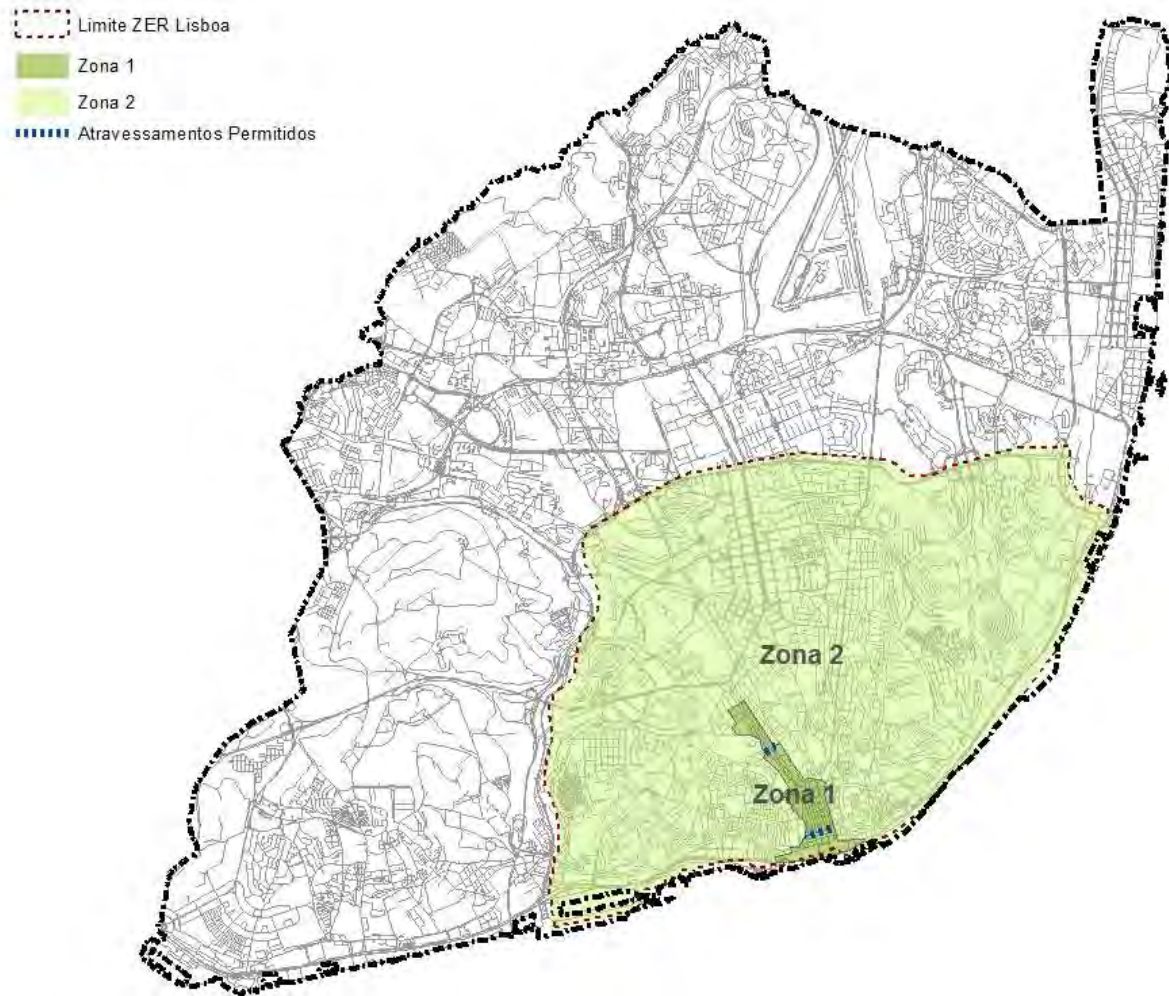 Limite ZER Lisboa
Zona 1
Zona 2
Atravessamentos Permitidos
Zona 2
Zona 1